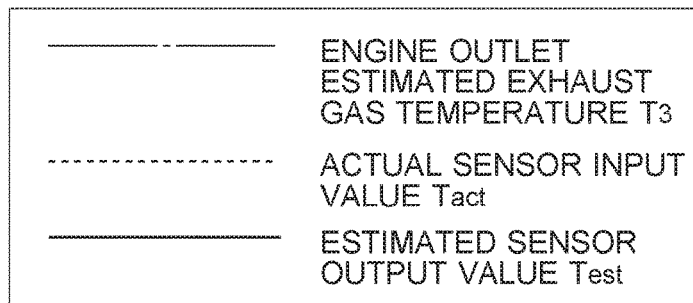 ENGINE OUTLET
ESTIMATED EXHAUST
GAS TEMPERATURE T3
ACTUAL SENSOR INPUT
VALUE Tact
ESTIMATED SENSOR
OUTPUT VALUE Test